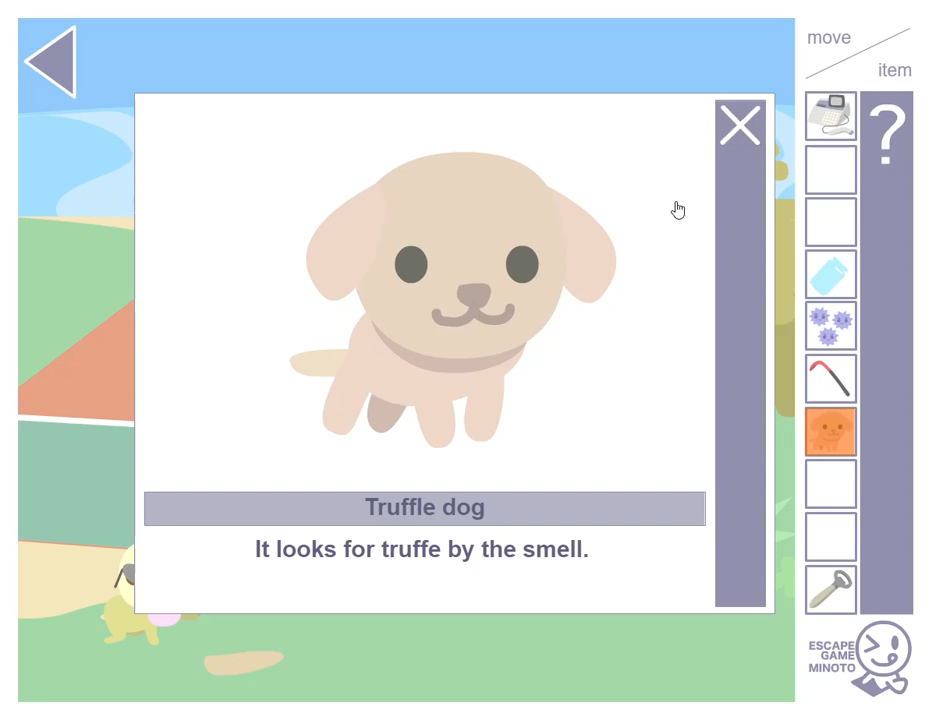 move
item
?
Truffle dog
It looks for truffe by the smell.
ESCAPE
GAME
MINOTO